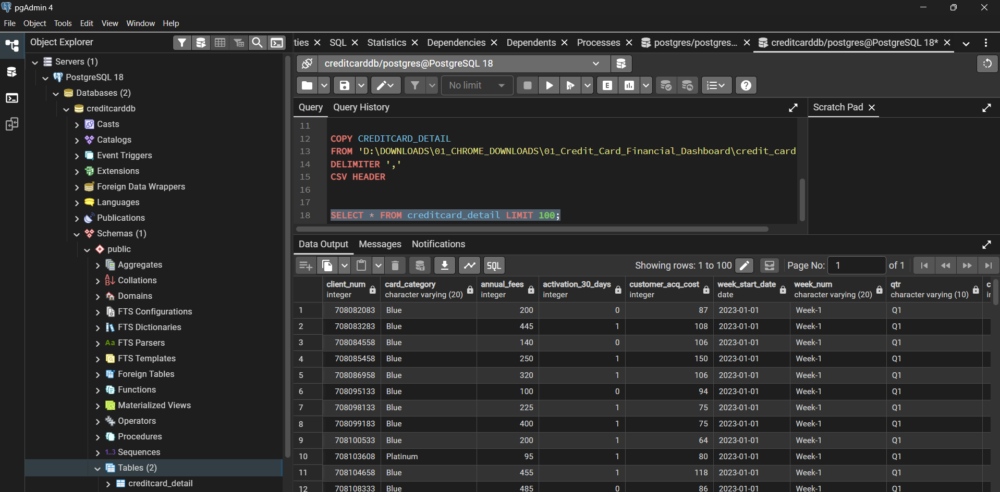 pgAdmin 4
File Object Tools Edit View Window Help
Object Explorer
ties SQL Statistics Dependencies Dependents Processes postgres/postgres... creditcarddb/postgres@PostgreSQL 18*
Servers (1)
PostgreSQL 18
Databases (2)
creditcarddb
Casts
Catalogs
Event Triggers
Extensions
Foreign Data Wrappers
Languages
Publications
Schemas (1)
public
Aggregates
Collations
Domains
FTS Configurations
FTS Dictionaries
Aa FTS Parsers
FTS Templates
Foreign Tables
Functions
Materialized Views
Operators
Procedures
1..3 Sequences
Tables (2)
creditcard_detail
creditcarddb/postgres@PostgreSQL 18
No limit E
Query Query History
Scratch Pad
11
12 COPY CREDITCARD_DETAIL
13 FROM 'D:\DOWNLOADS\01_CHROME_DOWNLOADS\01_Credit_Card_Financial_Dashboard\credit_card
14 DELIMITER ','
15 CSV HEADER
16
17
18 SELECT * FROM creditcard_detail LIMIT 100;
Data Output Messages Notifications
SQL Showing rows: 1 to 100 Page No: 1 of 1
client_num card_category annual_fees activation_30_days customer_acq_cost week_start_date week_num qtr c
integer character varying (20) integer integer integer date character varying (20) character varying (10) in
1 708082083 Blue 200 0 87 2023-01-01 Week-1 Q1
2 708083283 Blue 445 1 108 2023-01-01 Week-1 Q1
3 708084558 Blue 140 0 106 2023-01-01 Week-1 Q1
4 708085458 Blue 250 1 150 2023-01-01 Week-1 Q1
5 708086958 Blue 320 1 106 2023-01-01 Week-1 Q1
6 708095133 Blue 100 0 94 2023-01-01 Week-1 Q1
7 708098133 Blue 225 1 75 2023-01-01 Week-1 Q1
8 708099183 Blue 400 1 75 2023-01-01 Week-1 Q1
9 708100533 Blue 200 1 64 2023-01-01 Week-1 Q1
10 708103608 Platinum 95 1 80 2023-01-01 Week-1 Q1
11 708104658 Blue 455 1 118 2023-01-01 Week-1 Q1
12 708108333 Blue 485 0 86 2023-01-01 Week-1 Q1